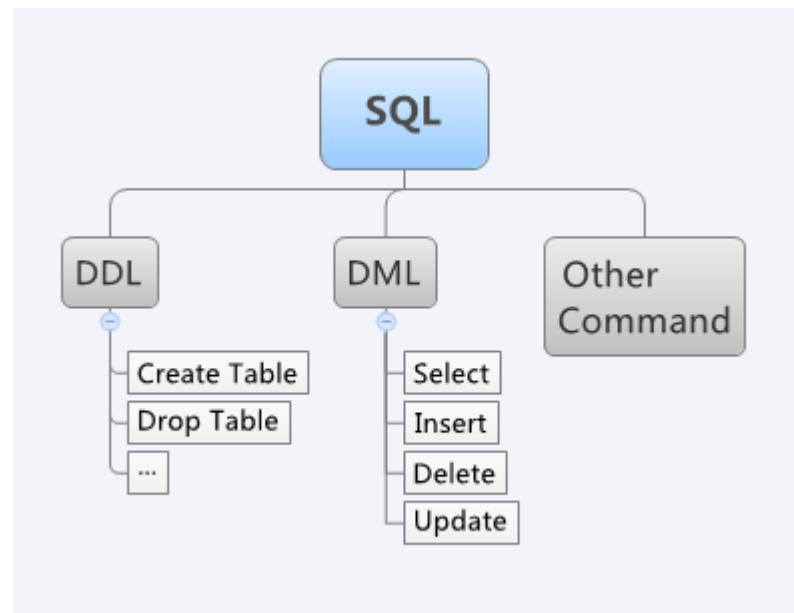 SQL
DDL
DML
Other
Command
Create Table
Drop Table
...
Select
Insert
Delete
Update